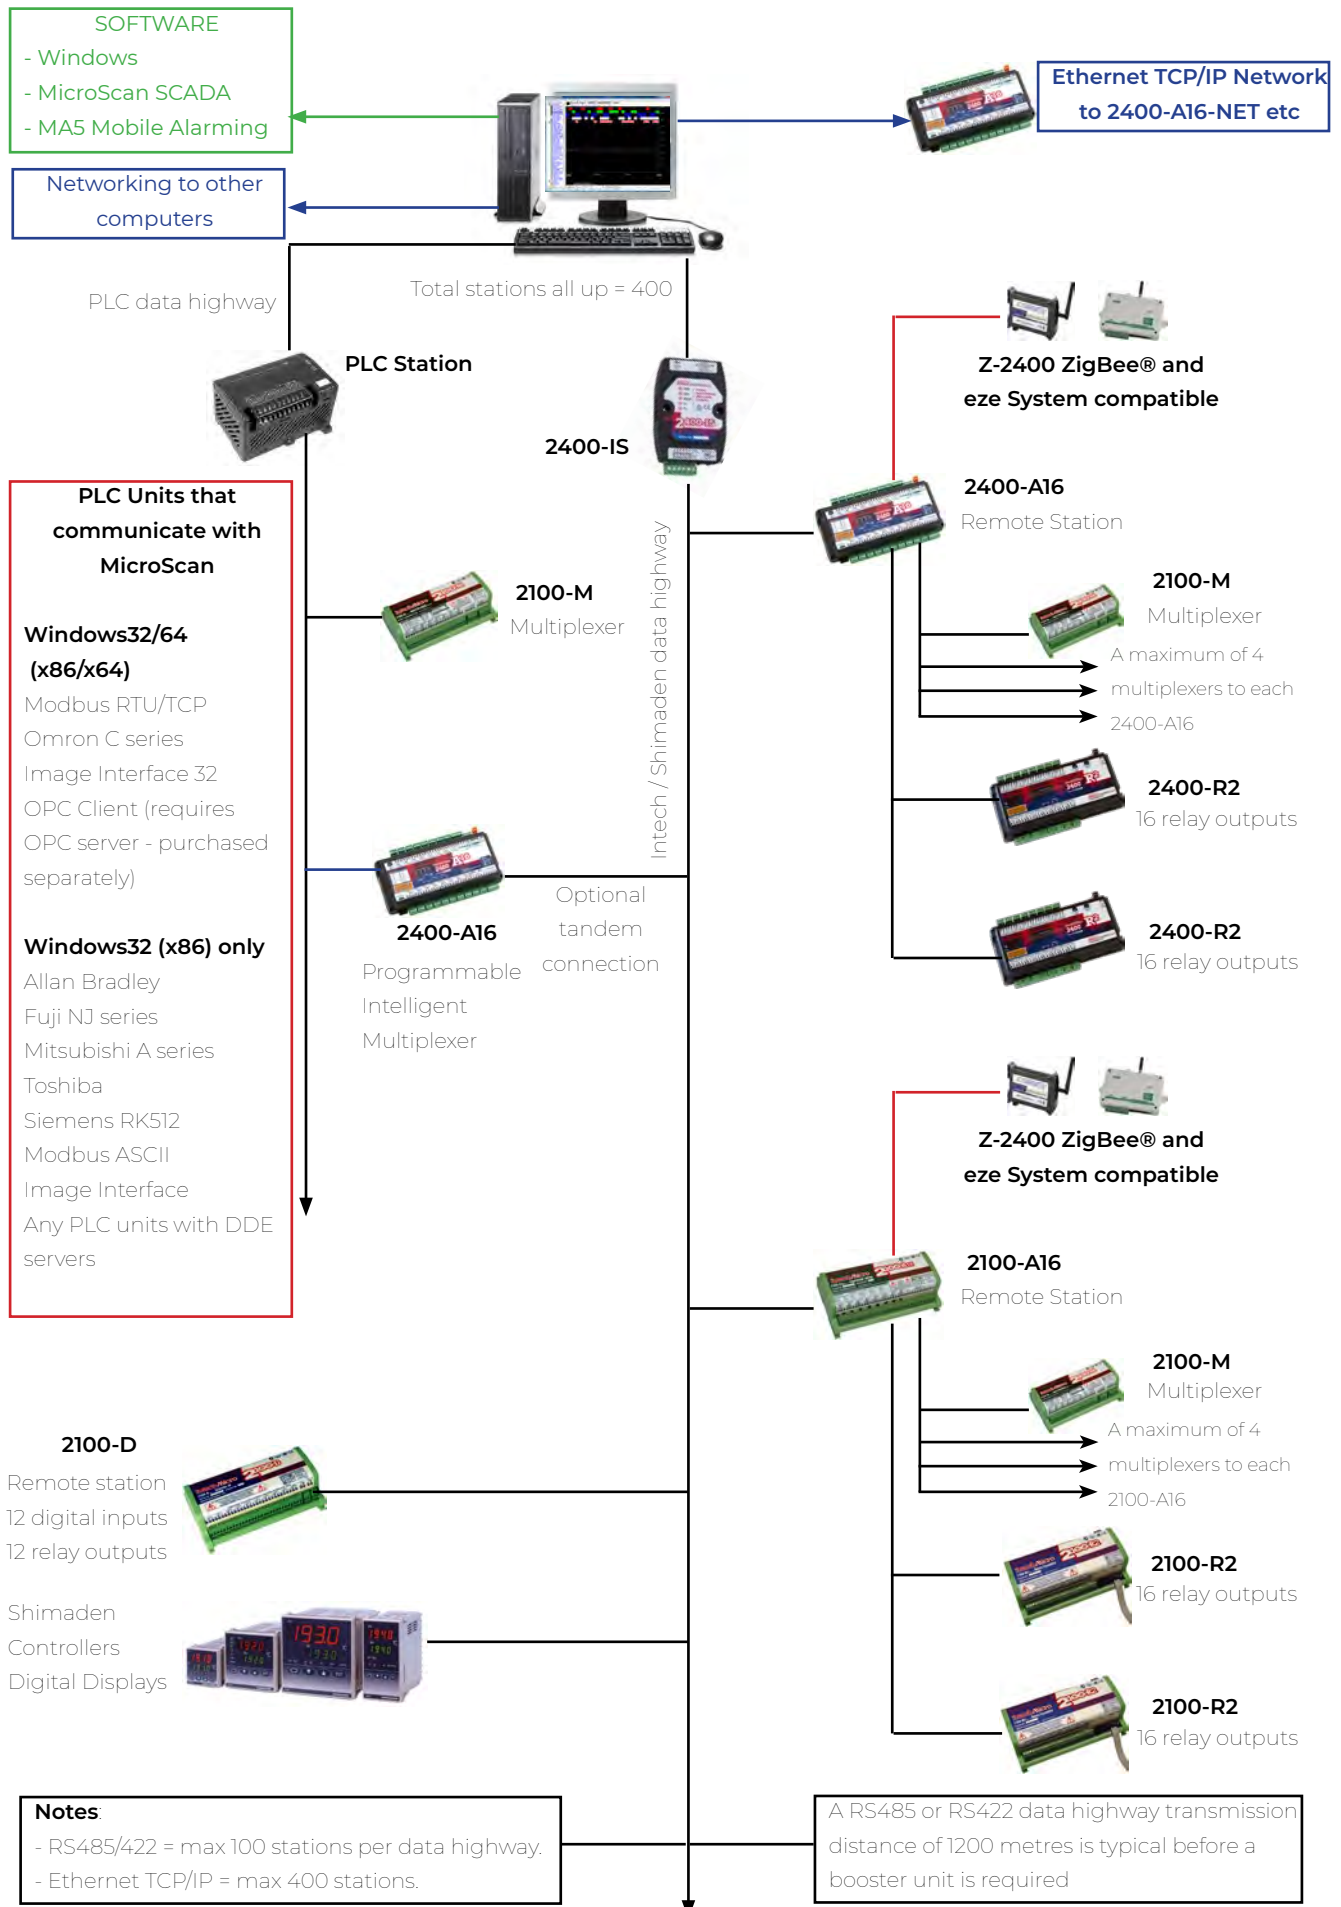 SOFTWARE
- Windows
- MicroScan SCADA
- MA5 Mobile Alarming
Ethernet TCP/IP Network
to 2400-A16-NET etc
Networking to other
computers
PLC data highway
Total stations all up = 400
PLC Station
2400-IS
Z-2400 ZigBee® and
eze System compatible
2400-A16
Remote Station
PLC Units that
communicate with
MicroScan
Windows32/64
(x86/x64)
Modbus RTU/TCP
Omron C series
Image Interface 32
OPC Client (requires
OPC server - purchased
separately)
Windows32 (x86) only
Allan Bradley
Fuji NJ series
Mitsubishi A series
Toshiba
Siemens RK512
Modbus ASCII
Image Interface
Any PLC units with DDE
servers
2100-M
Multiplexer
Intech / Shimaden data highway
2400-A16
Programmable
Intelligent
Multiplexer
Optional
tandem
connection
2100-M
Multiplexer
A maximum of 4
multiplexers to each
2400-A16
2400-R2
16 relay outputs
2400-R2
16 relay outputs
Z-2400 ZigBee® and
eze System compatible
2100-A16
Remote Station
2100-M
Multiplexer
A maximum of 4
multiplexers to each
2100-A16
2100-R2
16 relay outputs
2100-R2
16 relay outputs
2100-D
Remote station
12 digital inputs
12 relay outputs
Shimaden
Controllers
Digital Displays
Notes:
- RS485/422 = max 100 stations per data highway.
- Ethernet TCP/IP = max 400 stations.
A RS485 or RS422 data highway transmission
distance of 1200 metres is typical before a
booster unit is required